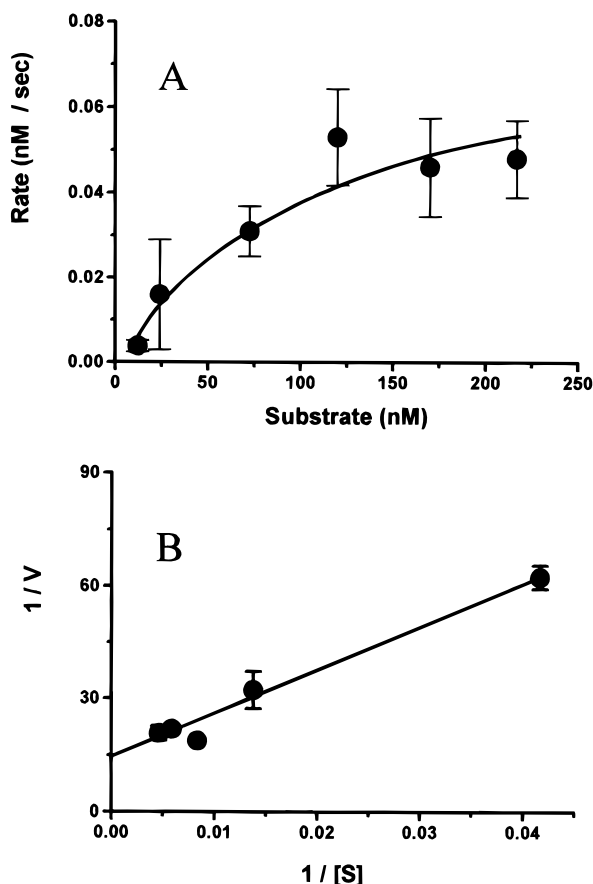 0.08
A
0.06
0.04
0.02
0.00
Rate (nM / sec)
0 50 100 150 200 250
Substrate (nM)
90
B
60
30
0
1 / V
0.00 0.01 0.02 0.03 0.04
1 / [S]